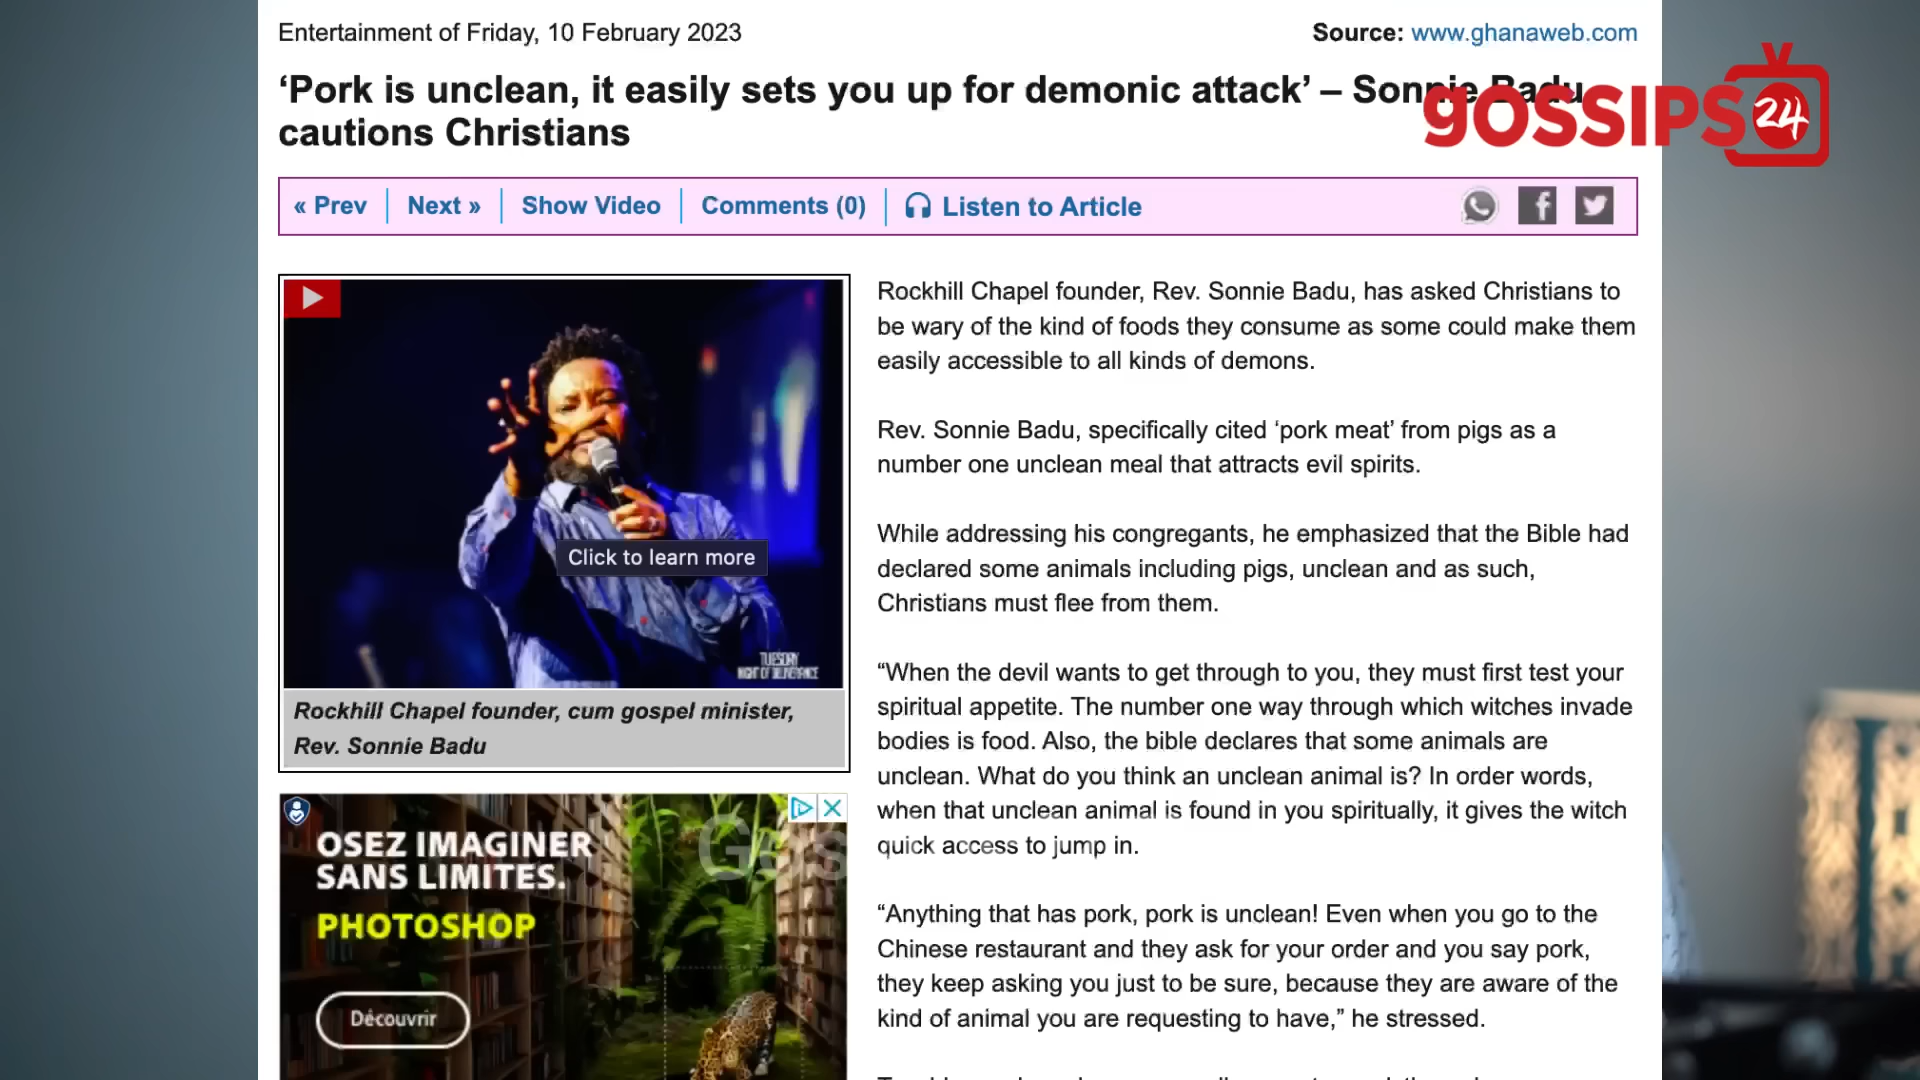 Entertainment of Friday, 10 February 2023
Source: www.ghanaweb.com
‘Pork is unclean, it easily sets you up for demonic attack’ – Sonnie Badu
cautions Christians
gOSSIPS 24
« Prev
Next »
Show Video
Comments (0)
Listen to Article
Click to learn more
TUESDAY
NIGHT OF DELIVERANCE
Rockhill Chapel founder, cum gospel minister,
Rev. Sonnie Badu
OSEZ IMAGINER
SANS LIMITES.
PHOTOSHOP
Découvrir
Gos
Rockhill Chapel founder, Rev. Sonnie Badu, has asked Christians to
be wary of the kind of foods they consume as some could make them
easily accessible to all kinds of demons.
Rev. Sonnie Badu, specifically cited ‘pork meat’ from pigs as a
number one unclean meal that attracts evil spirits.
While addressing his congregants, he emphasized that the Bible had
declared some animals including pigs, unclean and as such,
Christians must flee from them.
“When the devil wants to get through to you, they must first test your
spiritual appetite. The number one way through which witches invade
bodies is food. Also, the bible declares that some animals are
unclean. What do you think an unclean animal is? In order words,
when that unclean animal is found in you spiritually, it gives the witch
quick access to jump in.
“Anything that has pork, pork is unclean! Even when you go to the
Chinese restaurant and they ask for your order and you say pork,
they keep asking you just to be sure, because they are aware of the
kind of animal you are requesting to have,” he stressed.